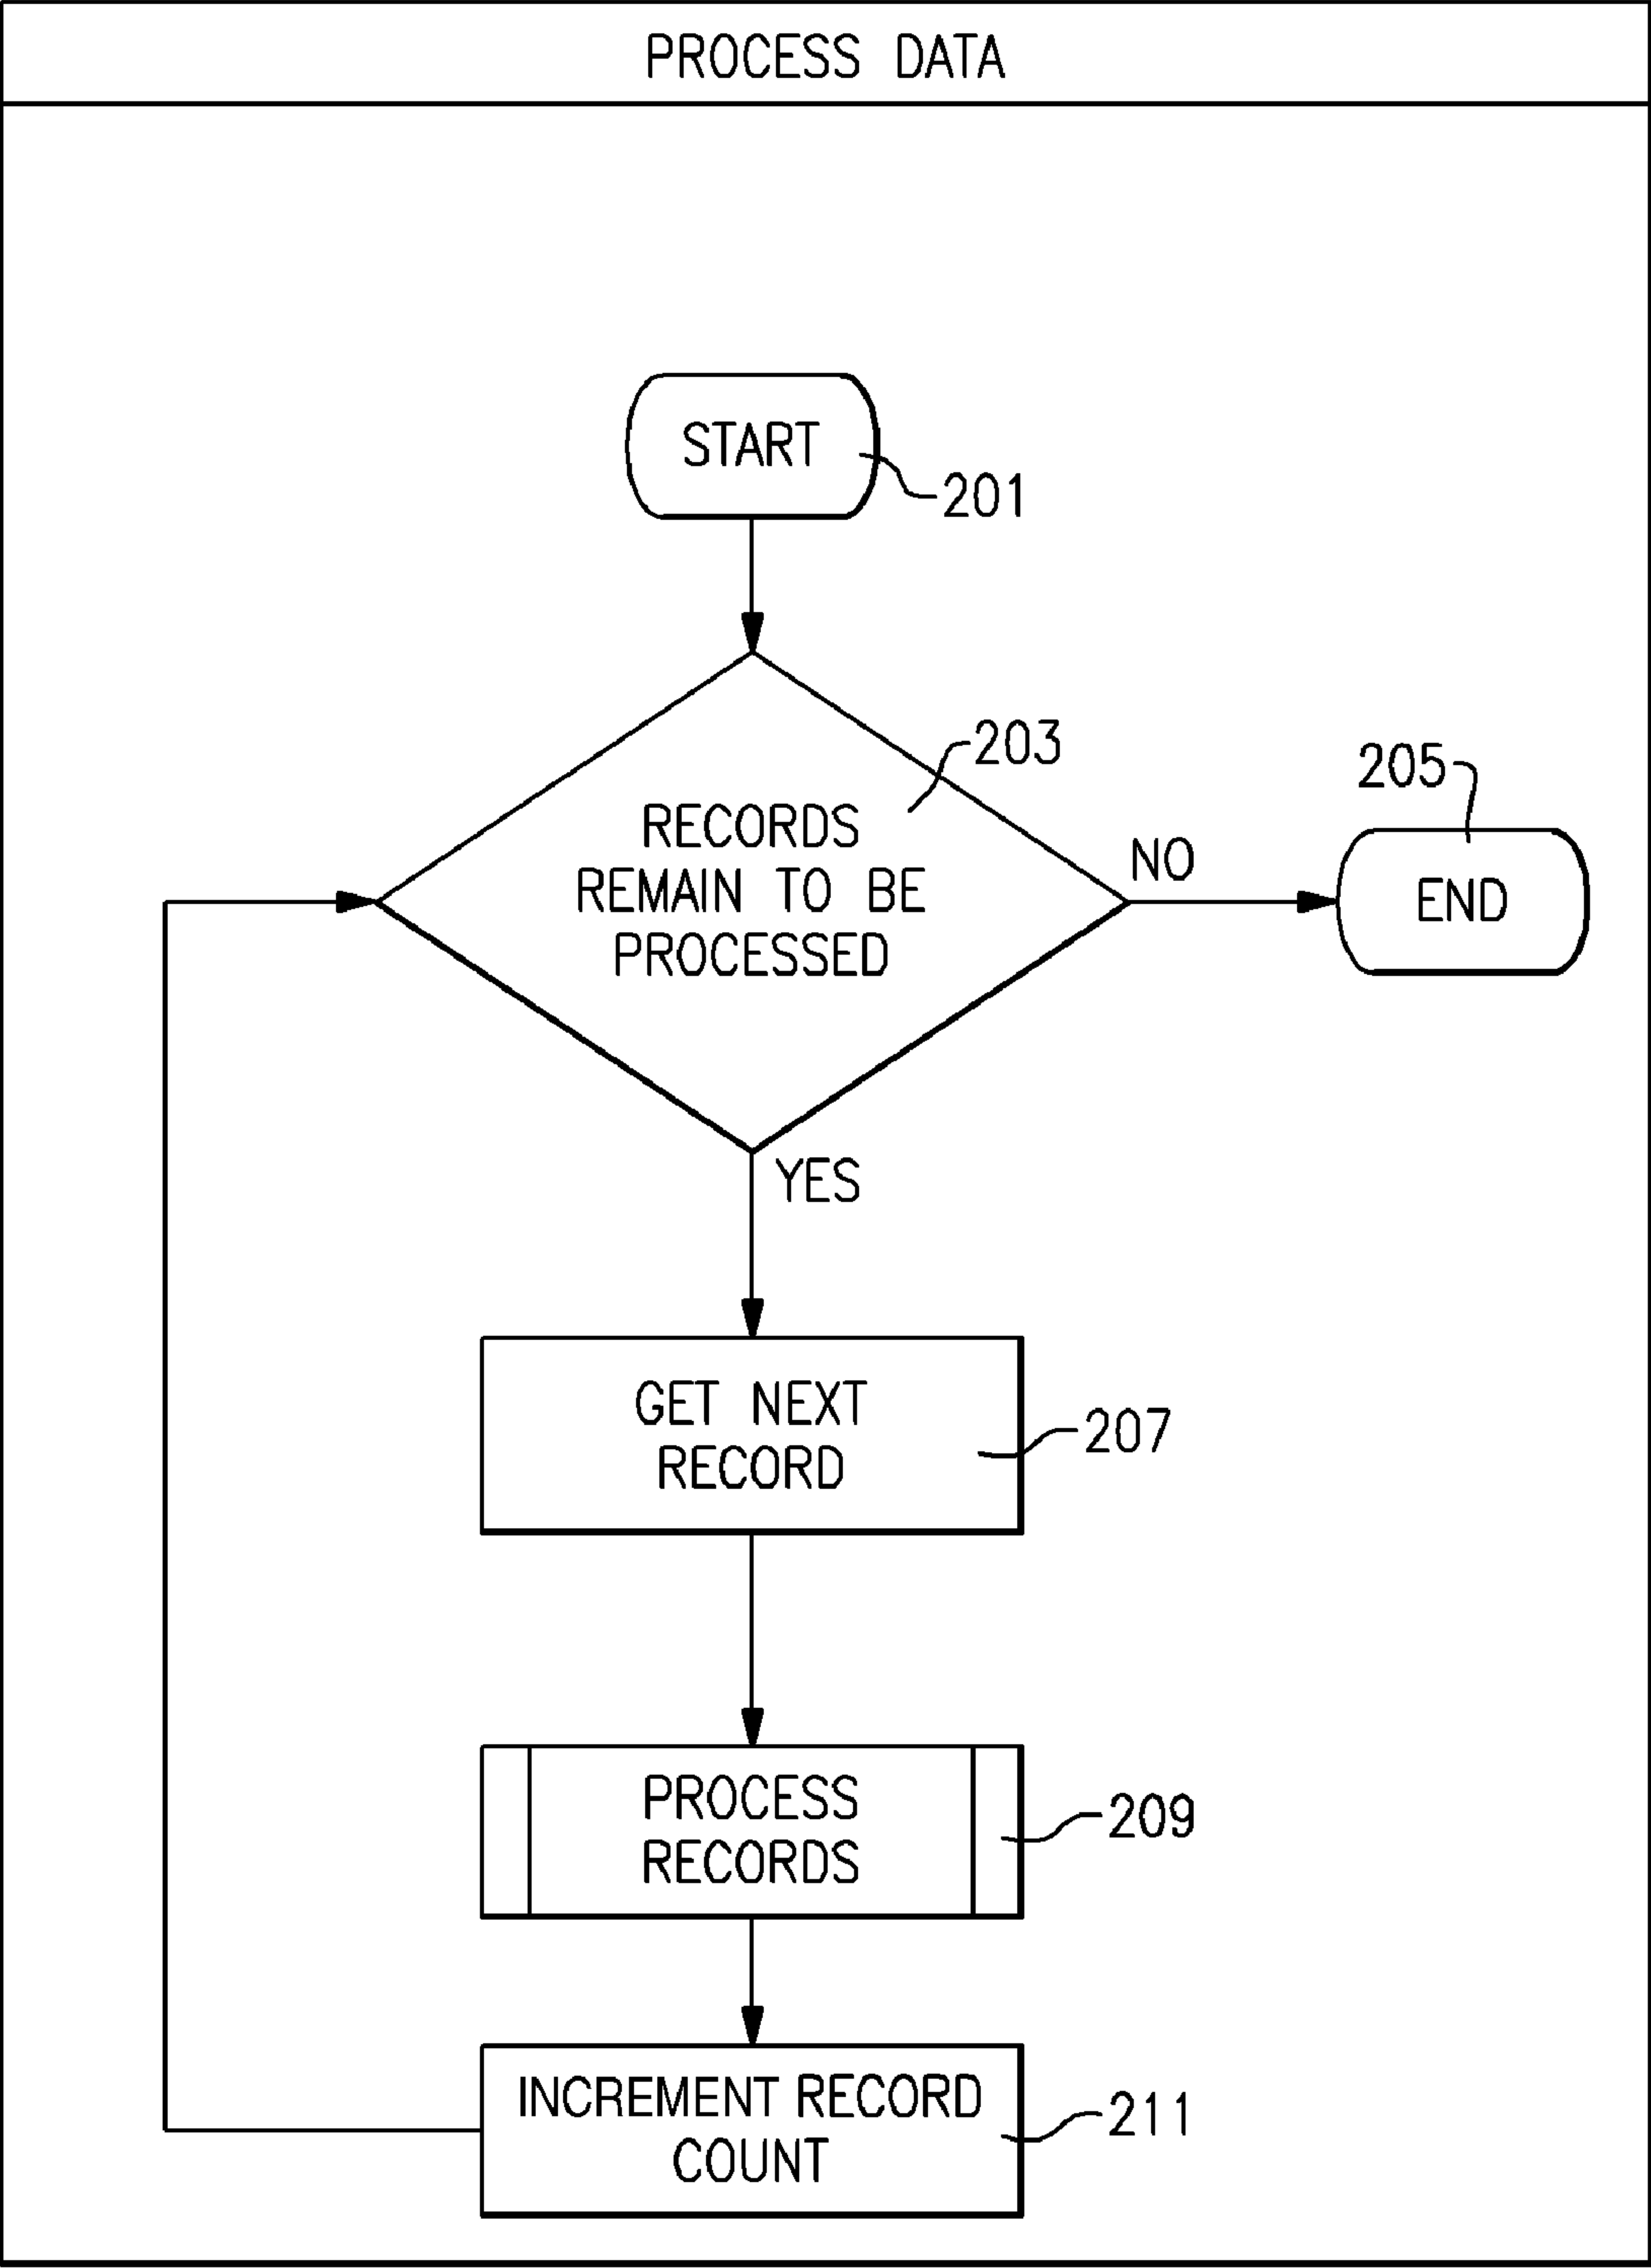 PROCESS DATA
START
201
203
RECORDS
REMAIN TO BE
PROCESSED
NO
205
END
YES
GET NEXT
RECORD
207
PROCESS
RECORDS
209
INCREMENT RECORD
COUNT
211